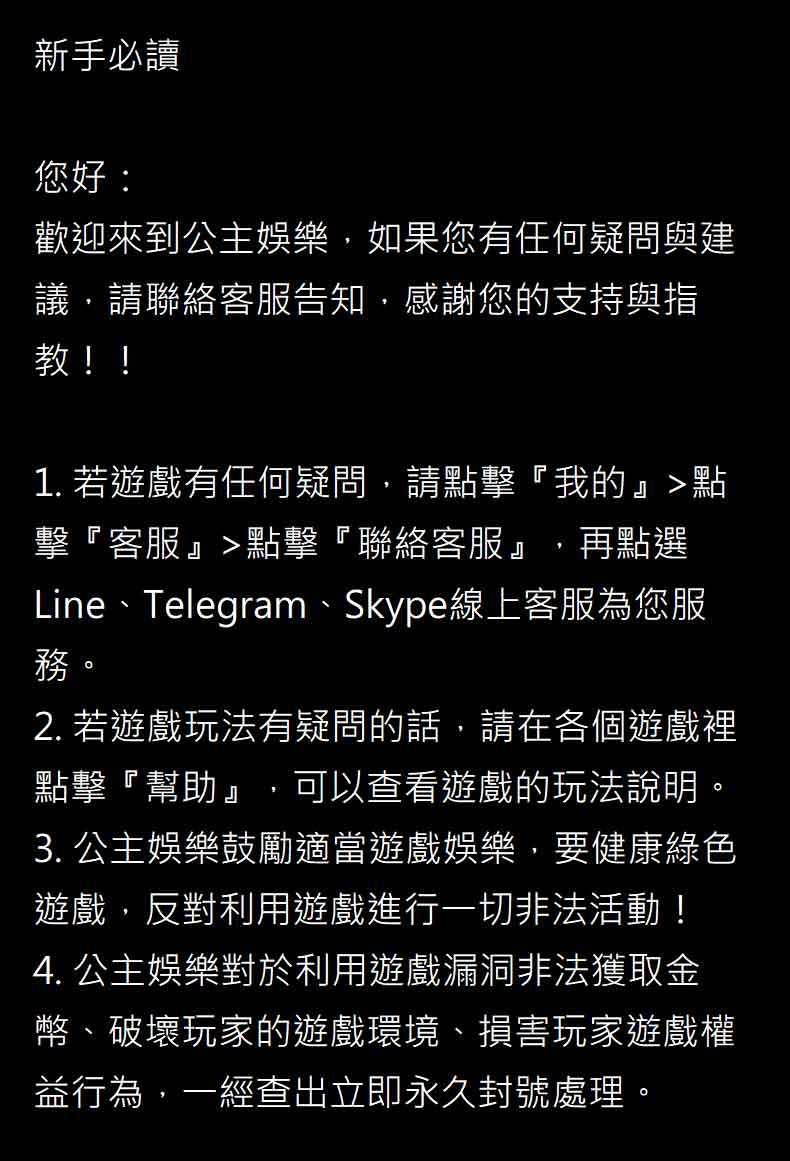 新手必讀
您好：
歡迎來到公主娛樂，如果您有任何疑問與建
議，請聯絡客服告知，感謝您的支持與指
教！！
1. 若遊戲有任何疑問，請點擊『我的』>點
擊『客服』>點擊『聯絡客服』，再點選
Line、Telegram、Skype線上客服為您服
務。
2. 若遊戲玩法有疑問的話，請在各個遊戲裡
點擊『幫助』，可以查看遊戲的玩法說明。
3. 公主娛樂鼓勵適當遊戲娛樂，要健康綠色
遊戲，反對利用遊戲進行一切非法活動！
4. 公主娛樂對於利用遊戲漏洞非法獲取金
幣、破壞玩家的遊戲環境、損害玩家遊戲權
益行為，一經查出立即永久封號處理。